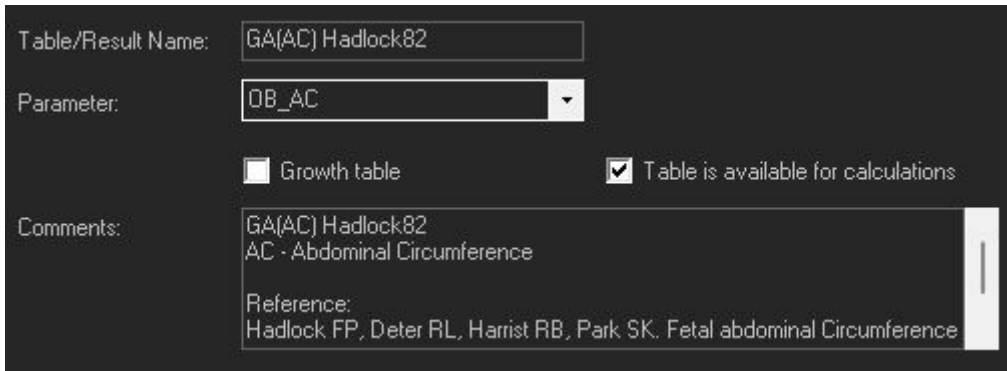 Table/Result Name: GA(AC) Hadlock82
Parameter: OB_AC
Growth table Table is available for calculations
Comments: GA(AC) Hadlock82
AC - Abdominal Circumference
Reference:
Hadlock FP, Deter RL, Harrist RB, Park SK. Fetal abdominal Circumference